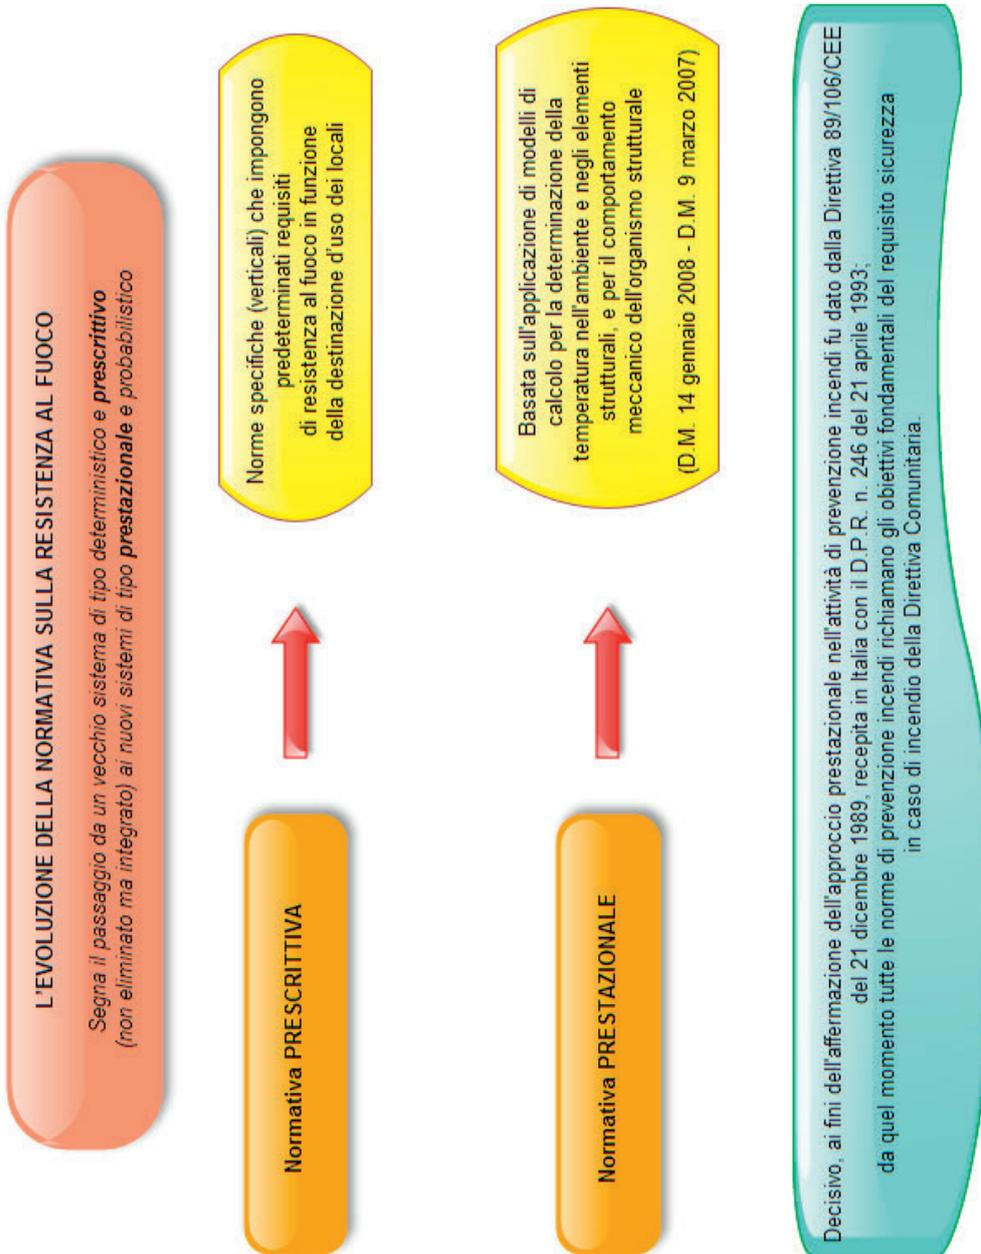 L'EVOLUZIONE DELLA NORMATIVA SULLA RESISTENZA AL FUOCO
Segna il passaggio da un vecchio sistema di tipo deterministico e prescrittivo
(non eliminato ma integrato) ai nuovi sistemi di tipo prestazionale e probabilistico
Normativa PRESCRITTIVA
Norme specifiche (verticali) che impongono
predeterminati requisiti
di resistenza al fuoco in funzione
della destinazione d'uso dei locali
Normativa PRESTAZIONALE
Basata sull'applicazione di modelli di
calcolo per la determinazione della
temperatura nell'ambiente e negli elementi
strutturali, e per il comportamento
meccanico dell'organismo strutturale
(D.M. 14 gennaio 2008 - D.M. 9 marzo 2007)
Decisivo, ai fini dell'affermazione dell'approccio prestazionale nell'attività di prevenzione incendi fu dato dalla Direttiva 89/106/CEE
del 21 dicembre 1989, recepita in Italia con il D.P.R. n. 246 del 21 aprile 1993;
da quel momento tutte le norme di prevenzione incendi richiamano gli obiettivi fondamentali del requisito sicurezza
in caso di incendio della Direttiva Comunitaria.